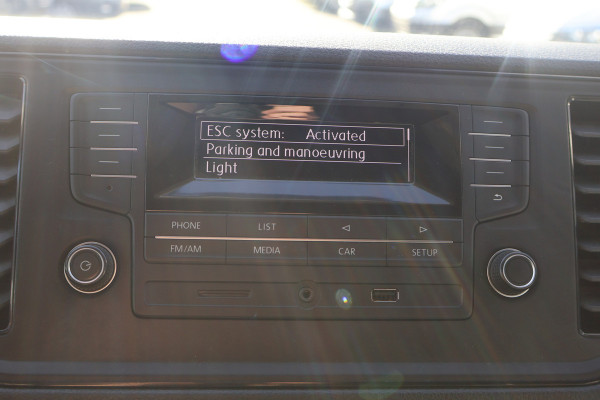 ESC system: Activated
Parking and manoeuvring
Light
PHONE LIST
FM/AM MEDIA CAR SETUP